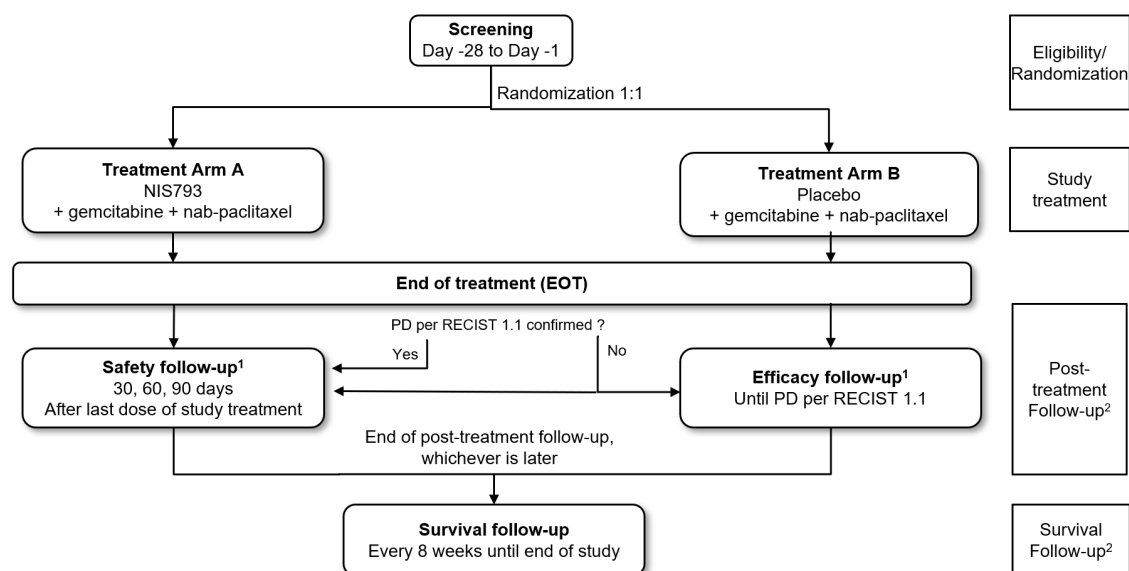 Screening
Day -28 to Day -1
Eligibility/
Randomization
Randomization 1:1
Treatment Arm A
NIS793
+ gemcitabine + nab-paclitaxel
Treatment Arm B
Placebo
+ gemcitabine + nab-paclitaxel
Study
treatment
End of treatment (EOT)
PD per RECIST 1.1 confirmed ?
Yes
No
Safety follow-up¹
30, 60, 90 days
After last dose of study treatment
Efficacy follow-up¹
Until PD per RECIST 1.1
Post-
treatment
Follow-up²
End of post-treatment follow-up,
whichever is later
Survival follow-up
Every 8 weeks until end of study
Survival
Follow-up²